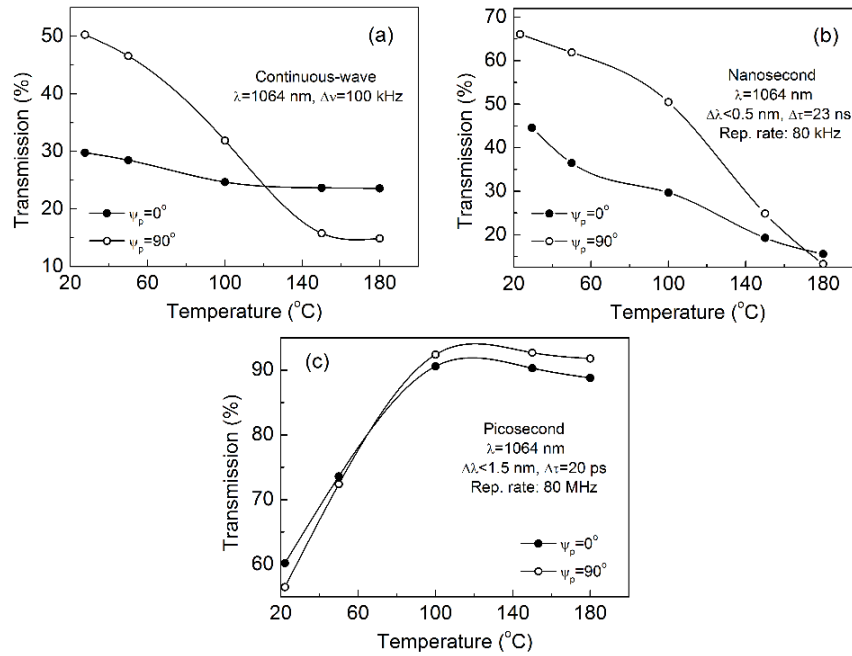 (a)
Continuous-wave
λ=1064 nm, Δν=100 kHz
ψp=0°
ψp=90°
Transmission (%)
50
40
30
20
10
20 60 100 140 180
Temperature (°C)
(b)
Nanosecond
λ=1064 nm
Δλ<0.5 nm, Δτ=23 ns
Rep. rate: 80 kHz
ψp=0°
ψp=90°
Transmission (%)
70
60
50
40
30
20
20 60 100 140 180
Temperature (°C)
(c)
Picosecond
λ=1064 nm
Δλ<1.5 nm, Δτ=20 ps
Rep. rate: 80 MHz
ψp=0°
ψp=90°
Transmission (%)
90
80
70
60
20 60 100 140 180
Temperature (°C)